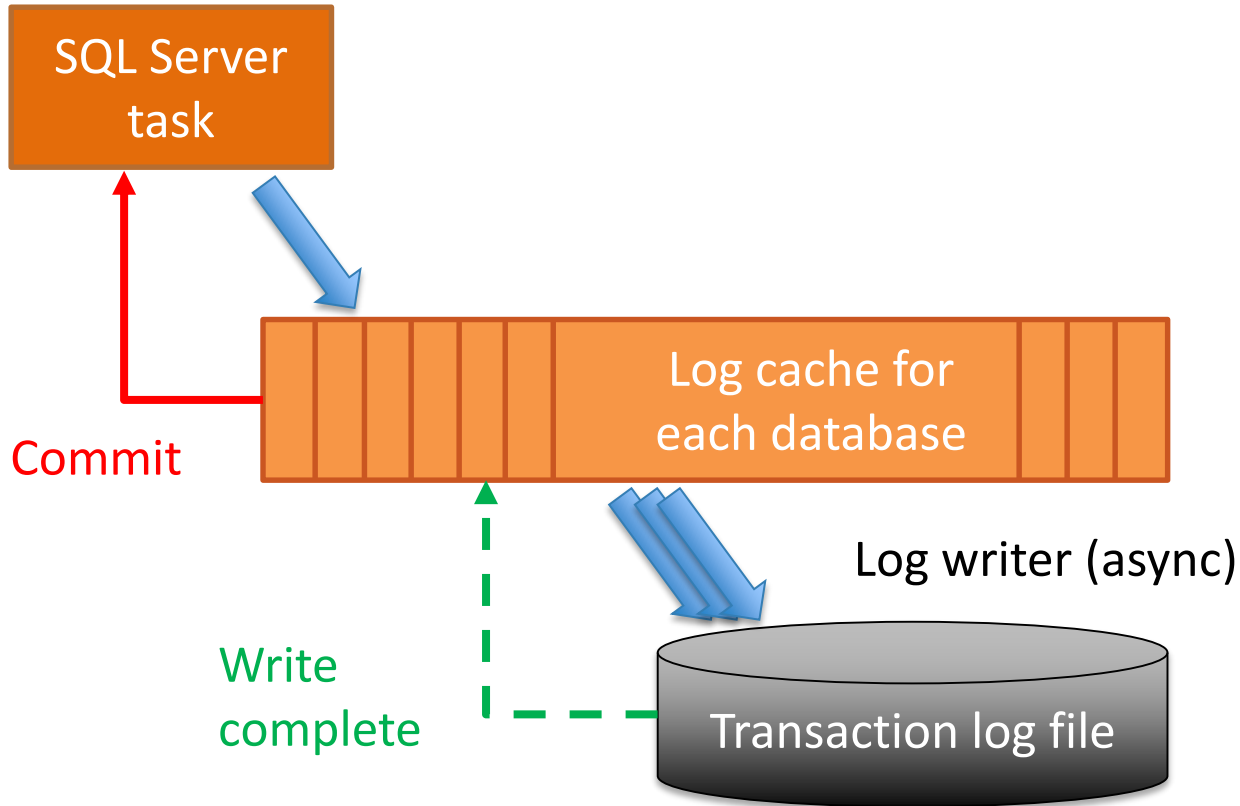 SQL Server
task
Log cache for
each database
Commit
Log writer (async)
Write
complete
Transaction log file